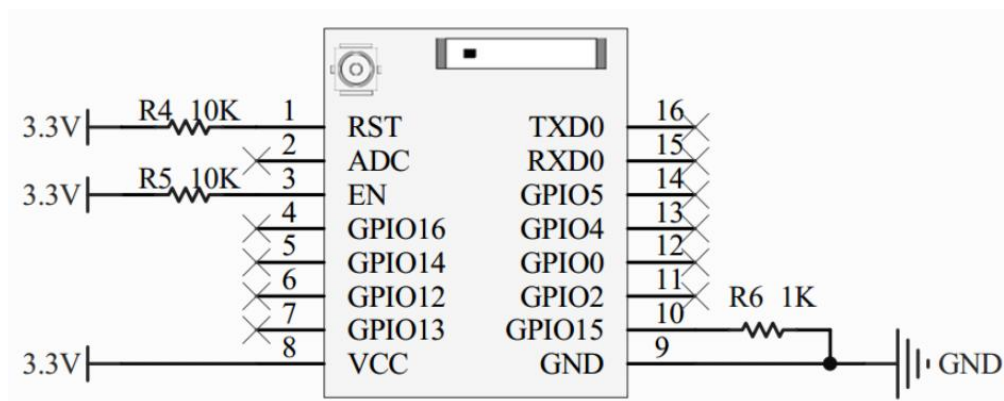 R4 10K 1 16
3.3V RST TXD0
2 15
ADC RXD0
R5 10K 3 14
3.3V EN GPIO5
4 13
GPIO16 GPIO4
5 12
GPIO14 GPIO0
6 11
GPIO12 GPIO2 R6 1K
7 10
GPIO13 GPIO15
8 9
3.3V VCC GND GND